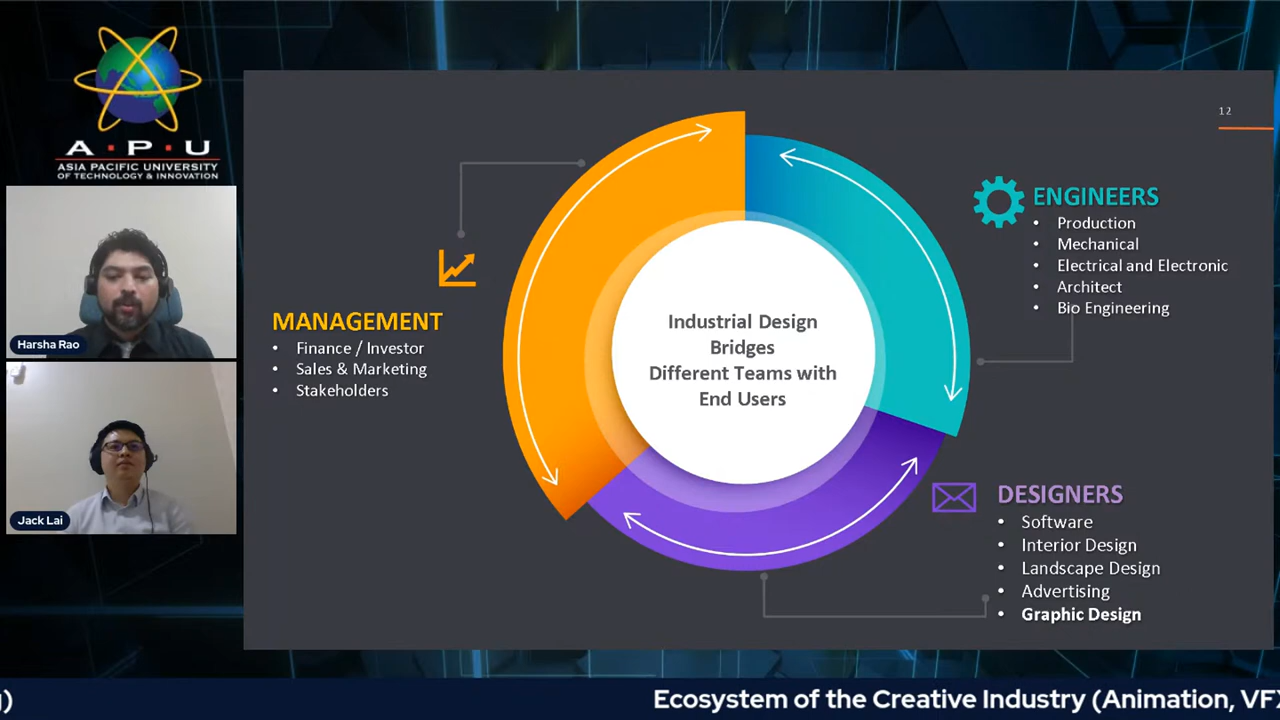 A·P·U
ASIA PACIFIC UNIVERSITY
OF TECHNOLOGY & INNOVATION
Harsha Rao
Jack Lai
12
MANAGEMENT
• Finance / Investor
• Sales & Marketing
• Stakeholders
Industrial Design
Bridges
Different Teams with
End Users
ENGINEERS
• Production
• Mechanical
• Electrical and Electronic
• Architect
• Bio Engineering
DESIGNERS
• Software
• Interior Design
• Landscape Design
• Advertising
• Graphic Design
Ecosystem of the Creative Industry (Animation, VFX